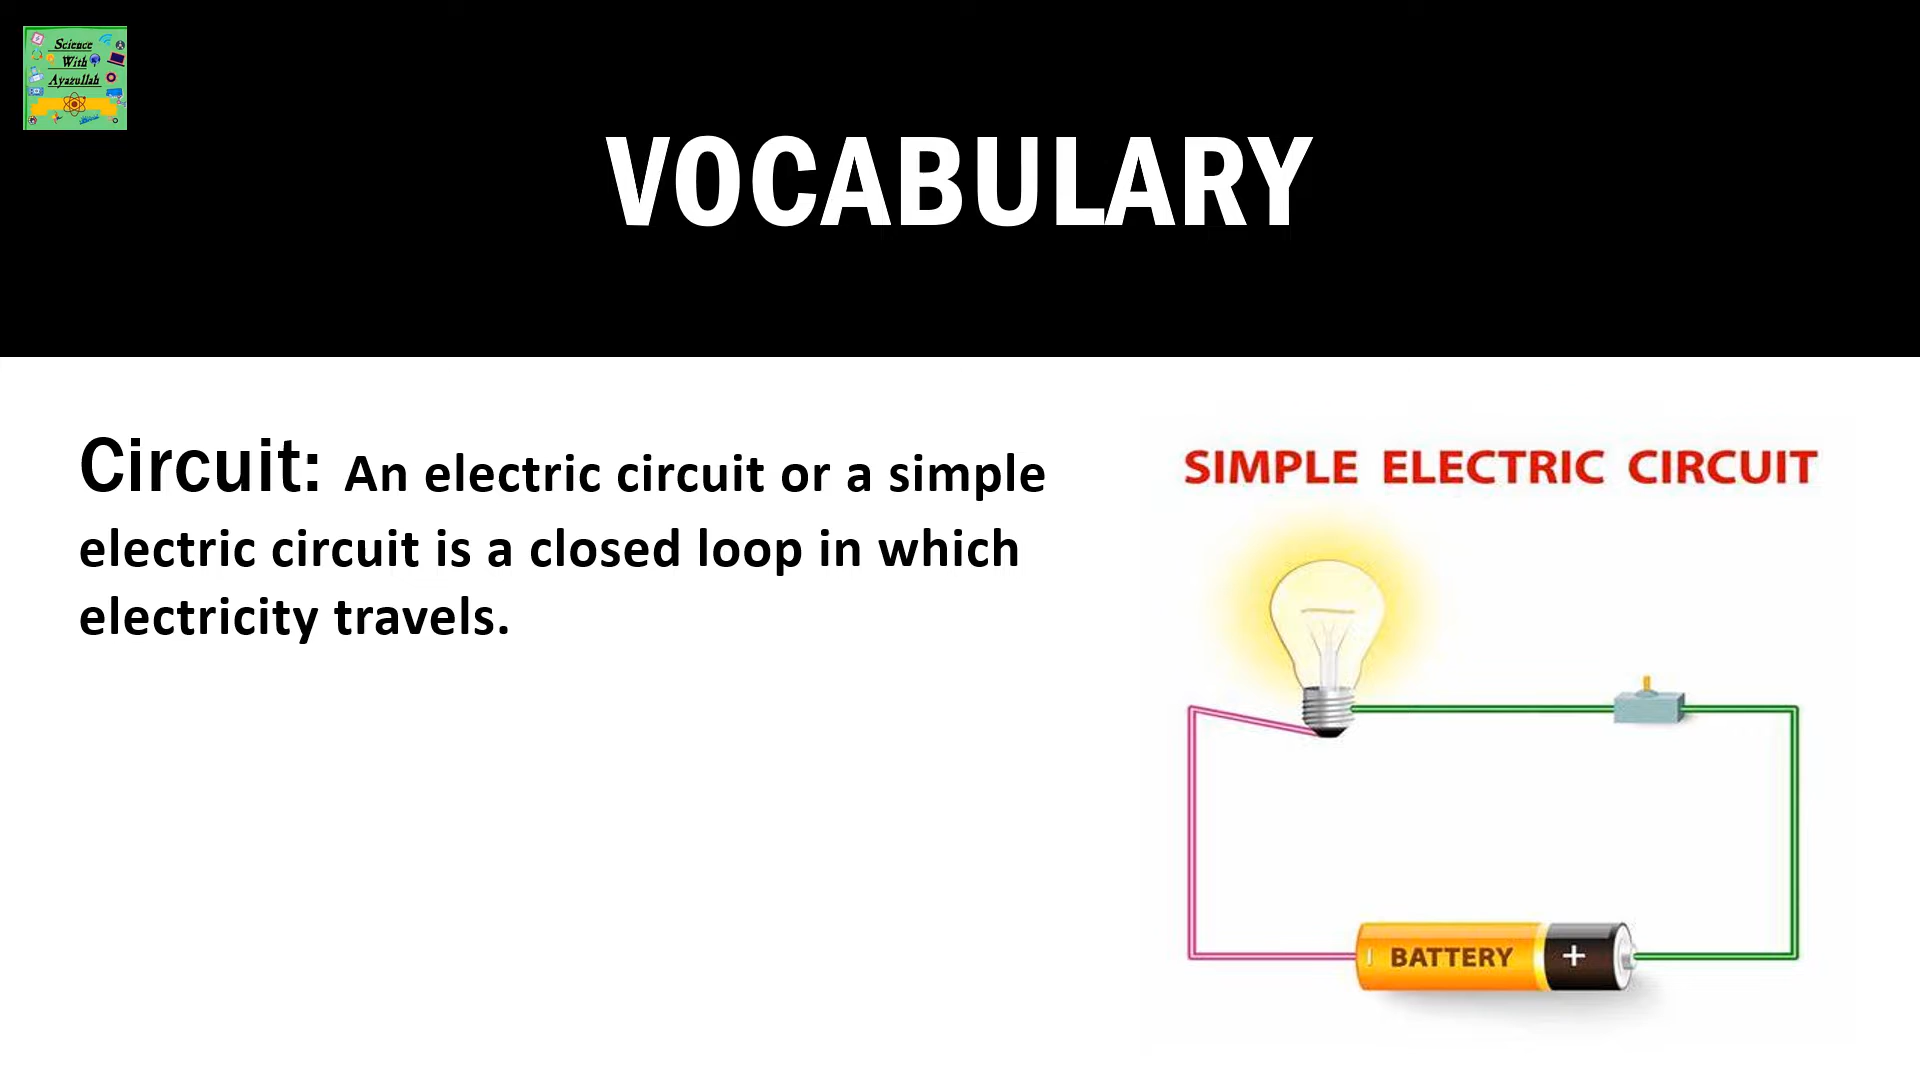 Science
With
Ayazullah
VOCABULARY
Circuit: An electric circuit or a simple
electric circuit is a closed loop in which
electricity travels.
SIMPLE ELECTRIC CIRCUIT
BATTERY +